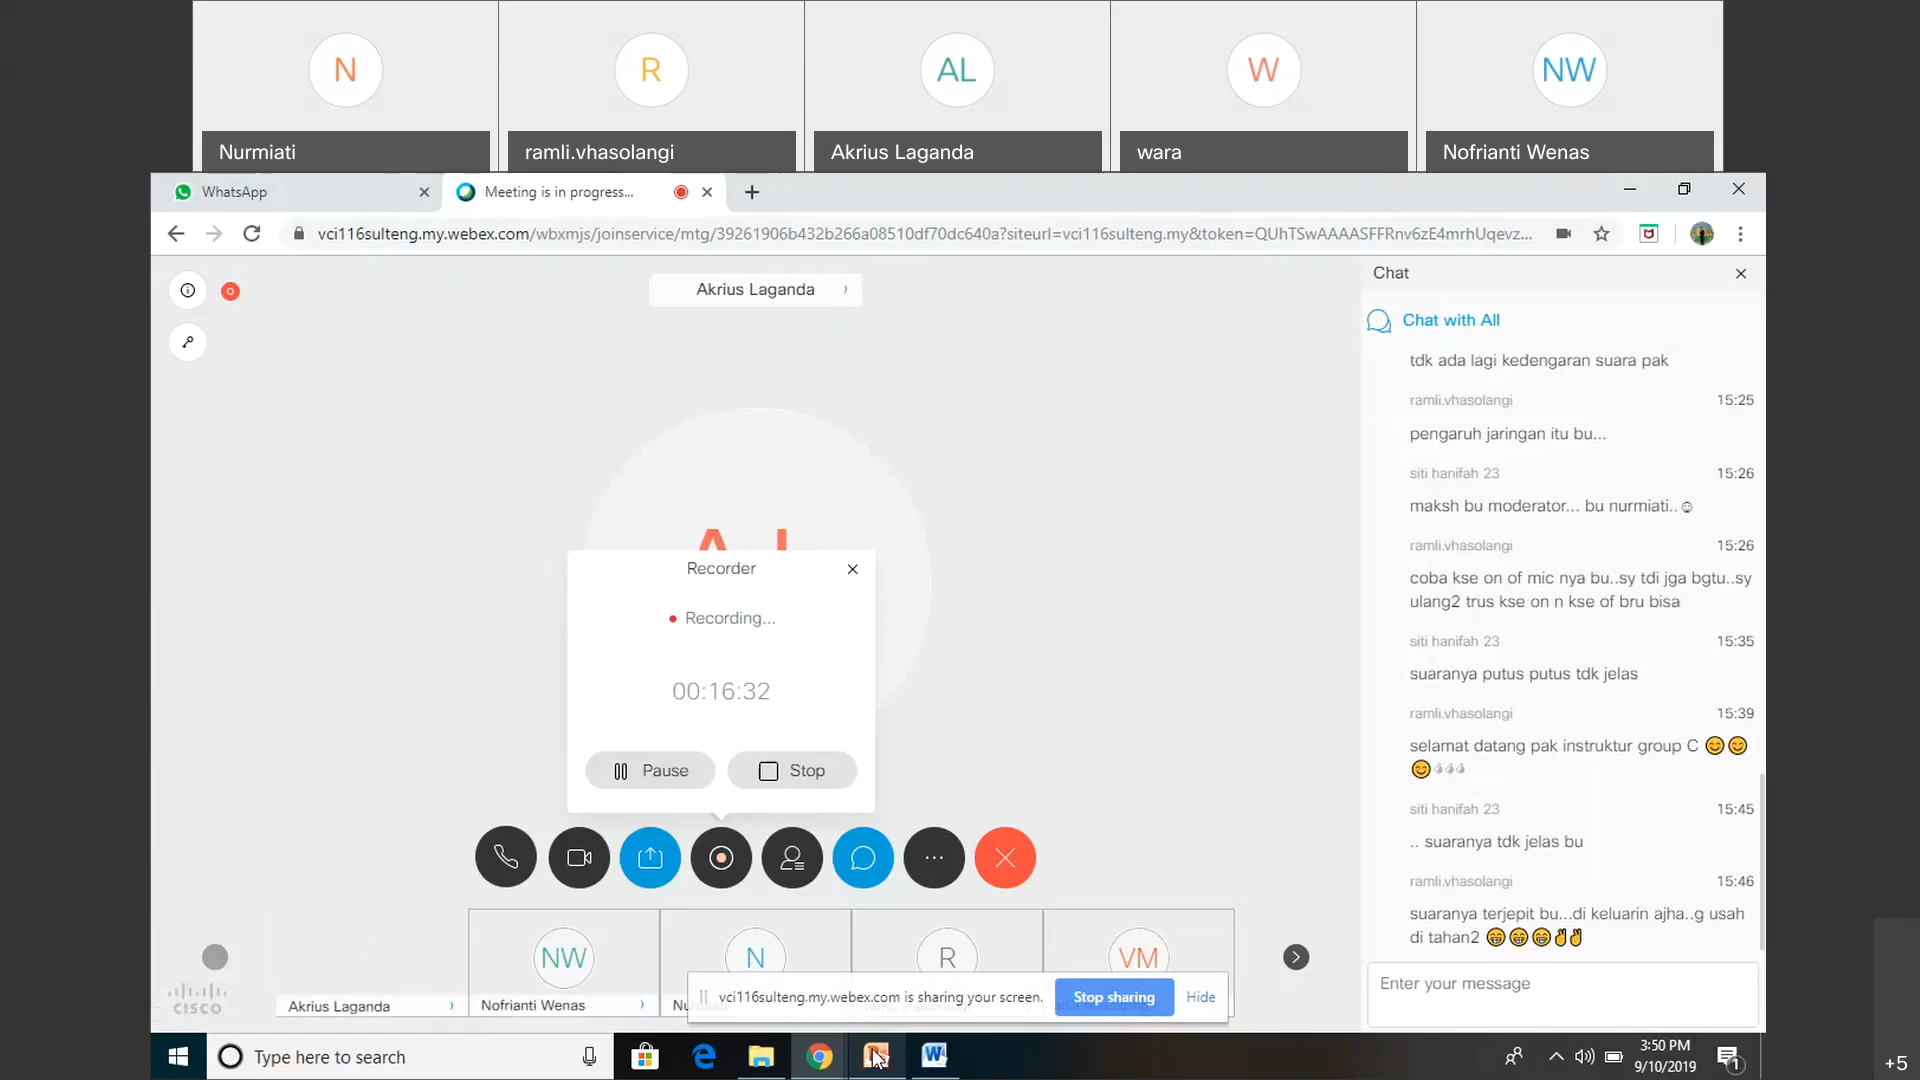 N
R
AL
W
NW
Nurmiati
ramli.vhasolangi
Akrius Laganda
wara
Nofrianti Wenas
WhatsApp
Meeting is in progress...
vci116sulteng.my.webex.com/wbxmjs/joinservice/mtg/39261906b432b266a08510df70dc640a?siteurl=vci116sulteng.my&token=QUhTSwAAAASFFRnv6zE4mrhUqevz...
Akrius Laganda
Chat
Chat with All
tdk ada lagi kedengaran suara pak
ramli.vhasolangi 15:25
pengaruh jaringan itu bu...
siti hanifah 23 15:26
maksh bu moderator... bu nurmiati..☺
ramli.vhasolangi 15:26
coba kse on of mic nya bu..sy tdi jga bgtu..sy
ulang2 trus kse on n kse of bru bisa
siti hanifah 23 15:35
suaranya putus putus tdk jelas
ramli.vhasolangi 15:39
selamat datang pak instruktur group C 😊😊
😊👍👍👍
siti hanifah 23 15:45
.. suaranya tdk jelas bu
ramli.vhasolangi 15:46
suaranya terjepit bu...di keluarin ajha..g usah
di tahan2 😁😁😁✌✌
Enter your message
Recorder
Recording...
00:16:32
Pause
Stop
NW
N
R
VM
CISCO
Akrius Laganda
Nofrianti Wenas
vci116sulteng.my.webex.com is sharing your screen.
Stop sharing
Hide
Type here to search
3:50 PM
9/10/2019
1
+5